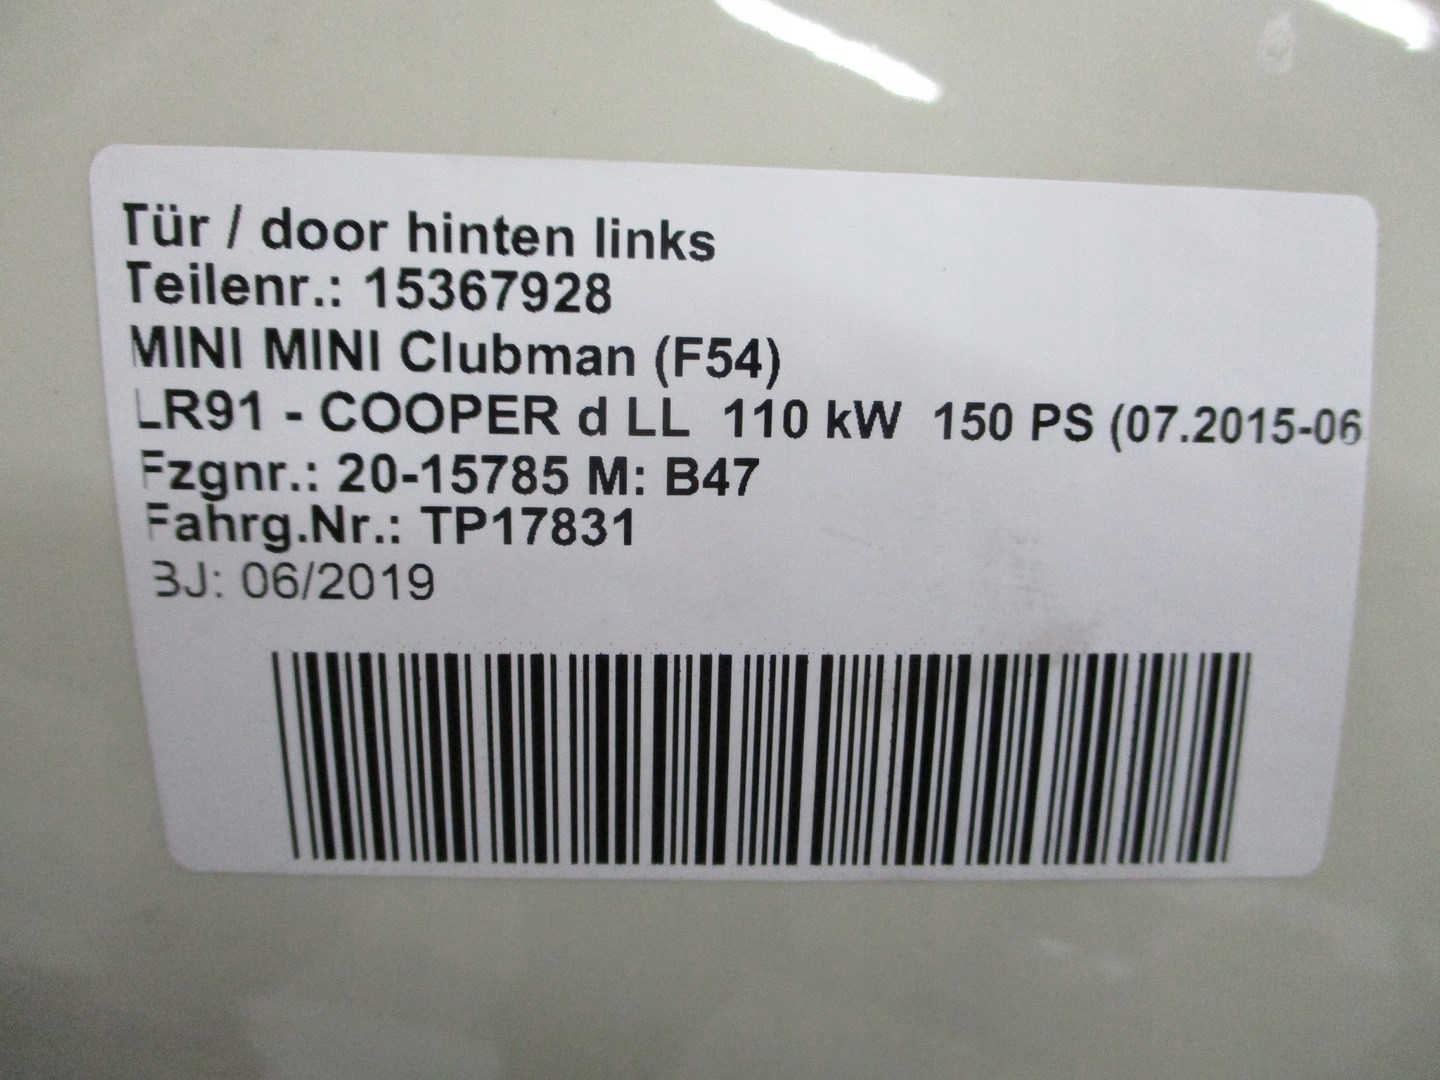 Tür / door hinten links
Teilenr.: 15367928
MINI MINI Clubman (F54)
LR91 - COOPER d LL 110 kW 150 PS (07.2015-06
Fzgnr.: 20-15785 M: B47
Fahrg.Nr.: TP17831
BJ: 06/2019